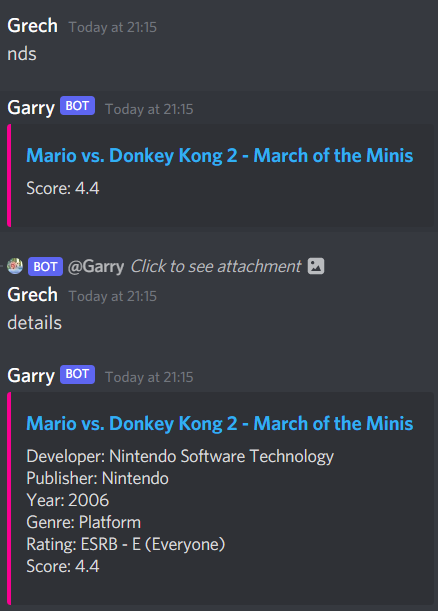 Grech Today at 21:15
nds
Garry BOT Today at 21:15
Mario vs. Donkey Kong 2 - March of the Minis
Score: 4.4
BOT @Garry Click to see attachment
Grech Today at 21:15
details
Garry BOT Today at 21:15
Mario vs. Donkey Kong 2 - March of the Minis
Developer: Nintendo Software Technology
Publisher: Nintendo
Year: 2006
Genre: Platform
Rating: ESRB - E (Everyone)
Score: 4.4